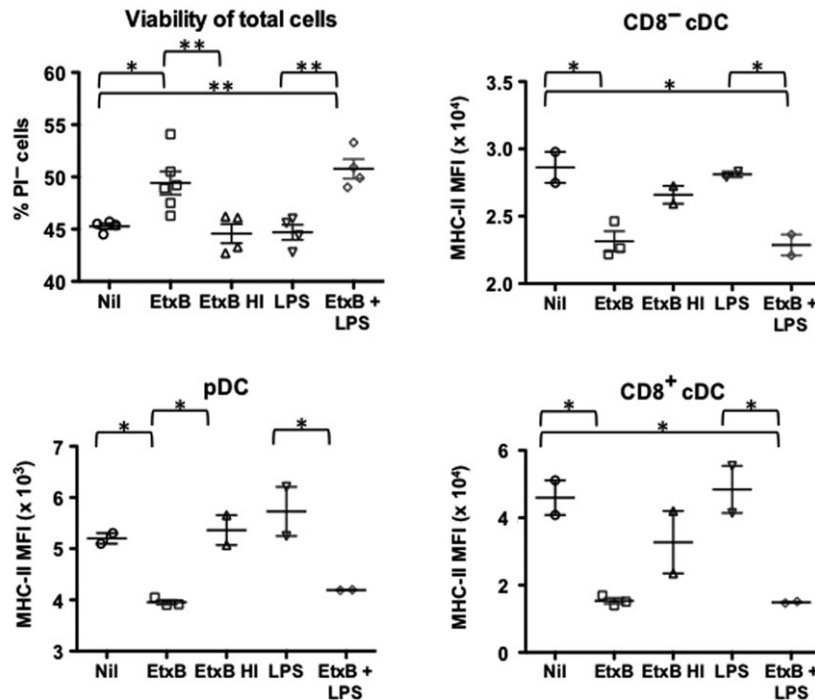 Viability of total cells
**
* **
**
60
55
50
45
40
% PI⁻ cells
Nil EtxB EtxB HI LPS EtxB +
LPS
CD8⁻ cDC
* *
*
3.5
3.0
2.5
2.0
MHC-II MFI (x 10⁴)
Nil EtxB EtxB HI LPS EtxB +
LPS
pDC
* * *
7
6
5
4
3
MHC-II MFI (x 10³)
Nil EtxB EtxB HI LPS EtxB +
LPS
CD8⁺ cDC
* *
*
6
4
2
0
MHC-II MFI (x 10⁴)
Nil EtxB EtxB HI LPS EtxB +
LPS